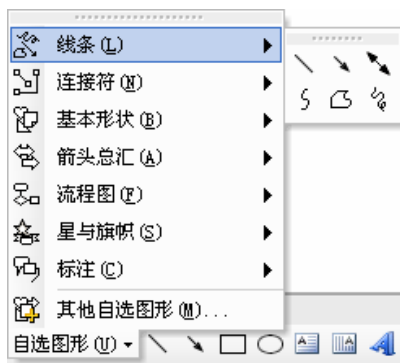 线条(L)
连接符(N)
基本形状(B)
箭头总汇(A)
流程图(F)
星与旗帜(S)
标注(C)
其他自选图形(M)...
自选图形(U)